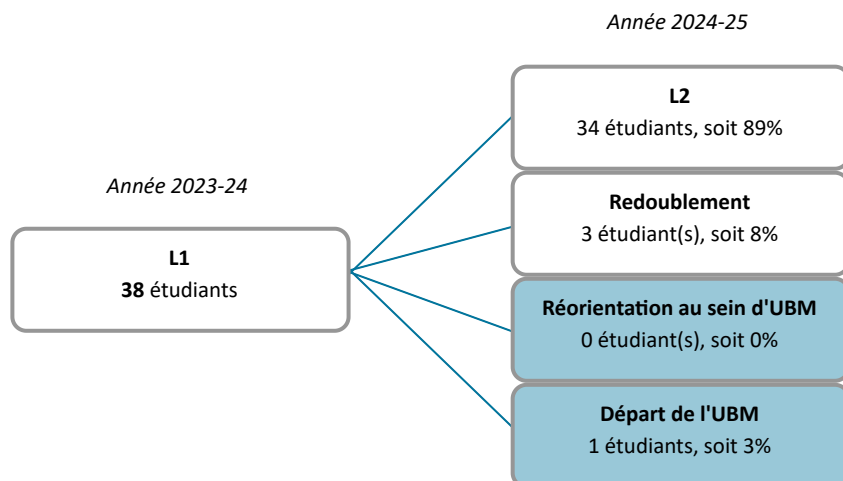 Année 2024-25
L2
34 étudiants, soit 89%
Année 2023-24
Redoublement
3 étudiant(s), soit 8%
L1
38 étudiants
Réorientation au sein d'UBM
0 étudiant(s), soit 0%
Départ de l'UBM
1 étudiants, soit 3%